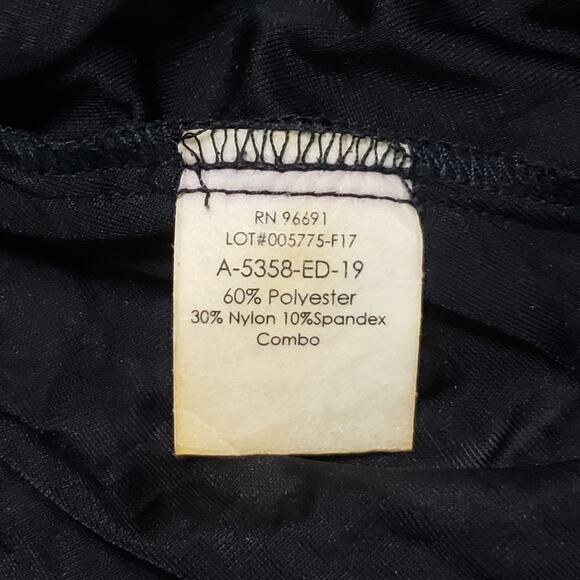 RN 96691
LOT#005775-F17
A-5358-ED-19
60% Polyester
30% Nylon 10%Spandex
Combo